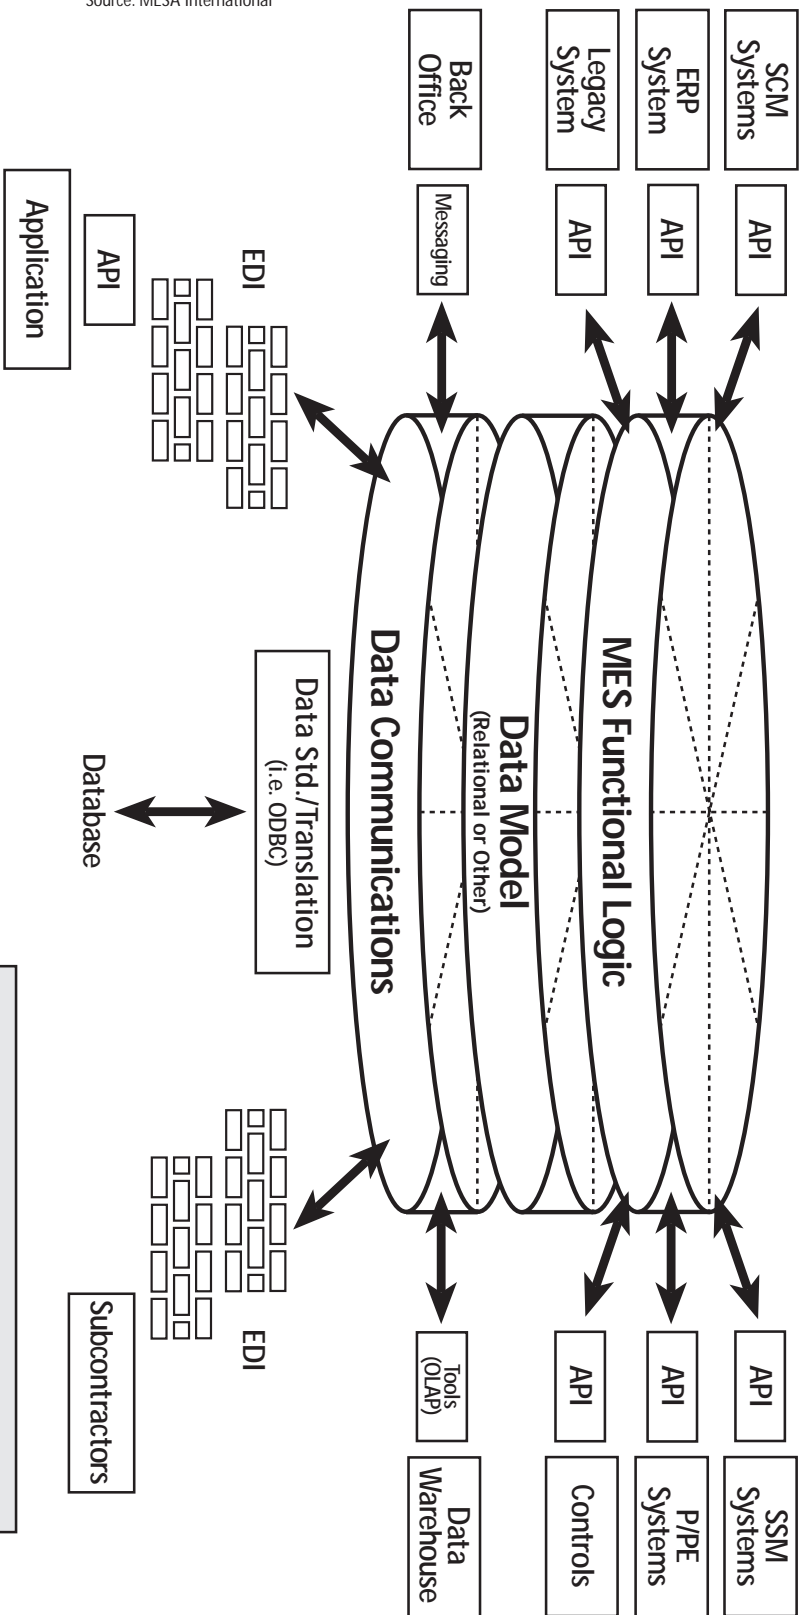 Source: MESA International
SCM
Systems
API
ERP
System
API
Legacy
System
API
Back
Office
Messaging
EDI
API
Application
MES Functional Logic
Data Model
(Relational or Other)
Data Communications
Data Std./Translation
(i.e. ODBC)
Database
API
SSM
Systems
API
P/PE
Systems
API
Controls
Tools
(OLAP)
Data
Warehouse
EDI
Subcontractors